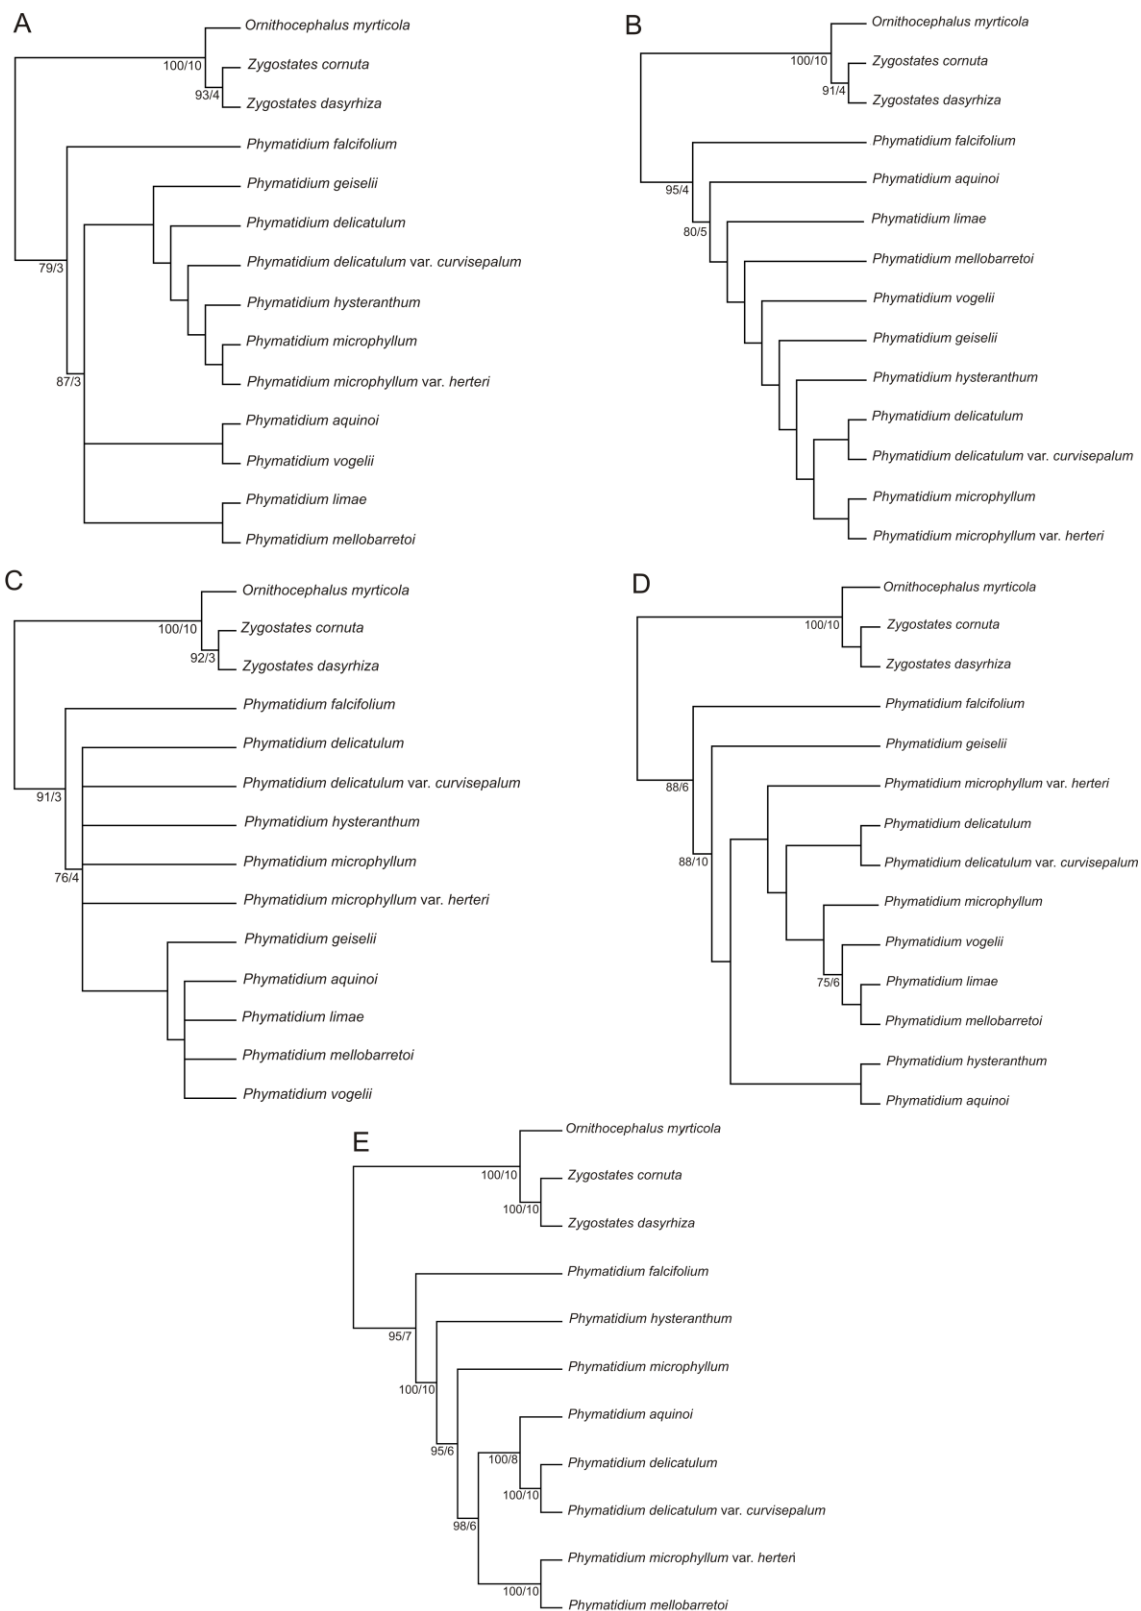 A
Ornithocephalus myrticola
100/10
Zygostates cornuta
93/4
Zygostates dasyrhiza
Phymatidium falcifolium
Phymatidium geiselii
Phymatidium delicatulum
Phymatidium delicatulum var. curvisepalum
79/3
Phymatidium hysteranthum
Phymatidium microphyllum
87/3
Phymatidium microphyllum var. herteri
Phymatidium aquinoi
Phymatidium vogelii
Phymatidium limae
Phymatidium mellobarretoi
B
Ornithocephalus myrticola
100/10
Zygostates cornuta
91/4
Zygostates dasyrhiza
Phymatidium falcifolium
Phymatidium aquinoi
95/4
Phymatidium limae
80/5
Phymatidium mellobarretoi
Phymatidium vogelii
Phymatidium geiselii
Phymatidium hysteranthum
Phymatidium delicatulum
Phymatidium delicatulum var. curvisepalum
Phymatidium microphyllum
Phymatidium microphyllum var. herteri
C
Ornithocephalus myrticola
100/10
Zygostates cornuta
92/3
Zygostates dasyrhiza
Phymatidium falcifolium
Phymatidium delicatulum
Phymatidium delicatulum var. curvisepalum
91/3
Phymatidium hysteranthum
Phymatidium microphyllum
76/4
Phymatidium microphyllum var. herteri
Phymatidium geiselii
Phymatidium aquinoi
Phymatidium limae
Phymatidium mellobarretoi
Phymatidium vogelii
D
Ornithocephalus myrticola
100/10
Zygostates cornuta
Zygostates dasyrhiza
Phymatidium falcifolium
Phymatidium geiselii
88/6
Phymatidium microphyllum var. herteri
Phymatidium delicatulum
88/10
Phymatidium delicatulum var. curvisepalum
Phymatidium microphyllum
Phymatidium vogelii
75/6
Phymatidium limae
Phymatidium mellobarretoi
Phymatidium hysteranthum
Phymatidium aquinoi
E
Ornithocephalus myrticola
100/10
Zygostates cornuta
100/10
Zygostates dasyrhiza
Phymatidium falcifolium
Phymatidium hysteranthum
95/7
Phymatidium microphyllum
100/10
Phymatidium aquinoi
95/6
100/8
Phymatidium delicatulum
100/10
Phymatidium delicatulum var. curvisepalum
98/6
Phymatidium microphyllum var. herteri
100/10
Phymatidium mellobarretoi